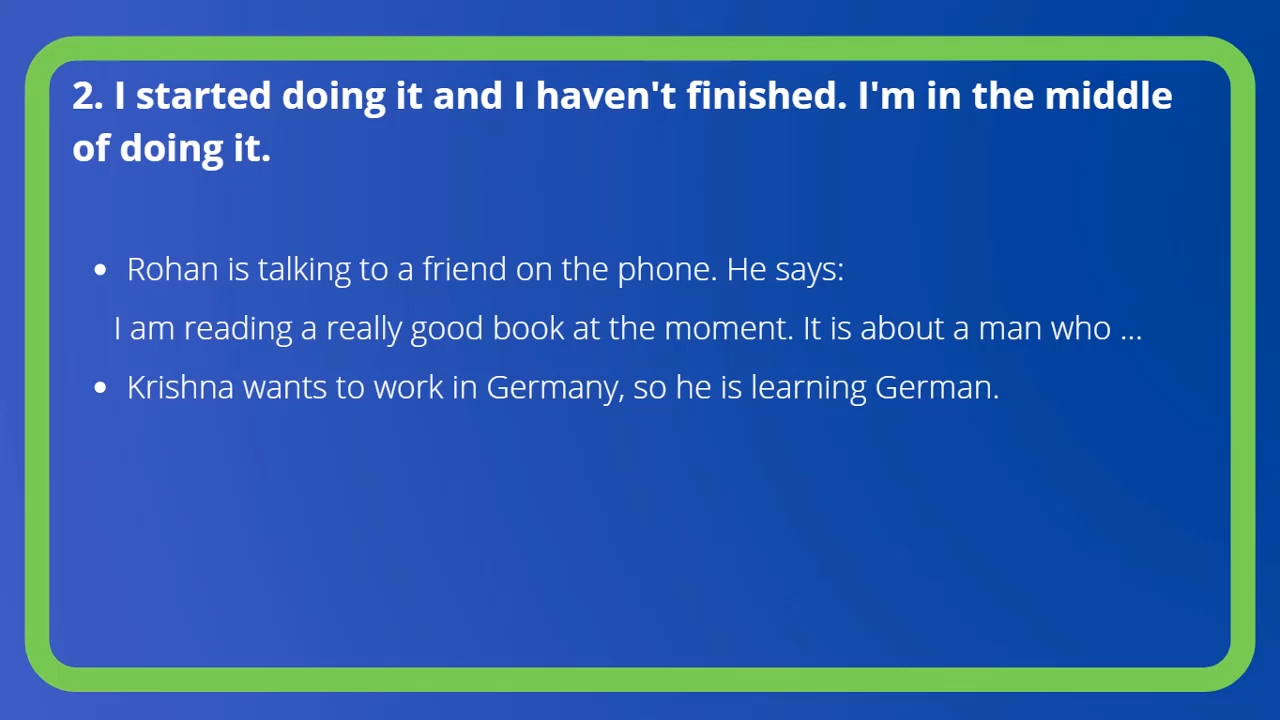 2. I started doing it and I haven't finished. I'm in the middle
of doing it.
• Rohan is talking to a friend on the phone. He says:
I am reading a really good book at the moment. It is about a man who ...
• Krishna wants to work in Germany, so he is learning German.